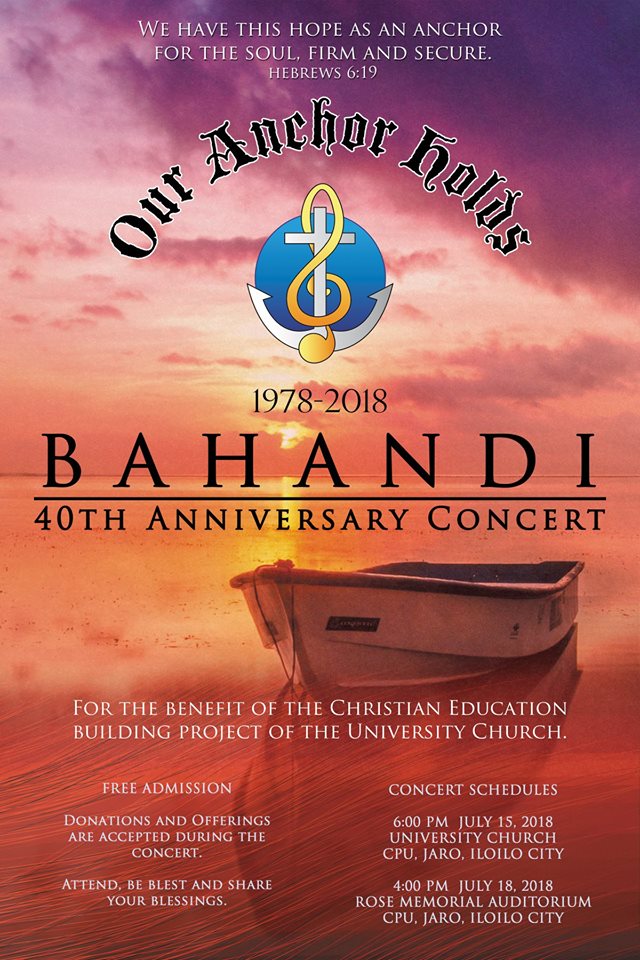 We have this hope as an anchor
for the soul, firm and secure.
Hebrews 6:19
Our Anchor Holds
1978-2018
BAHANDI
40th Anniversary Concert
For the benefit of the Christian Education
building project of the University Church.
Free Admission
Donations and Offerings
are accepted during the
concert.
Attend, be blest and share
your blessings.
Concert Schedules
6:00 PM July 15, 2018
University Church
CPU, Jaro, Iloilo City
4:00 PM July 18, 2018
Rose Memorial Auditorium
CPU, Jaro, Iloilo City